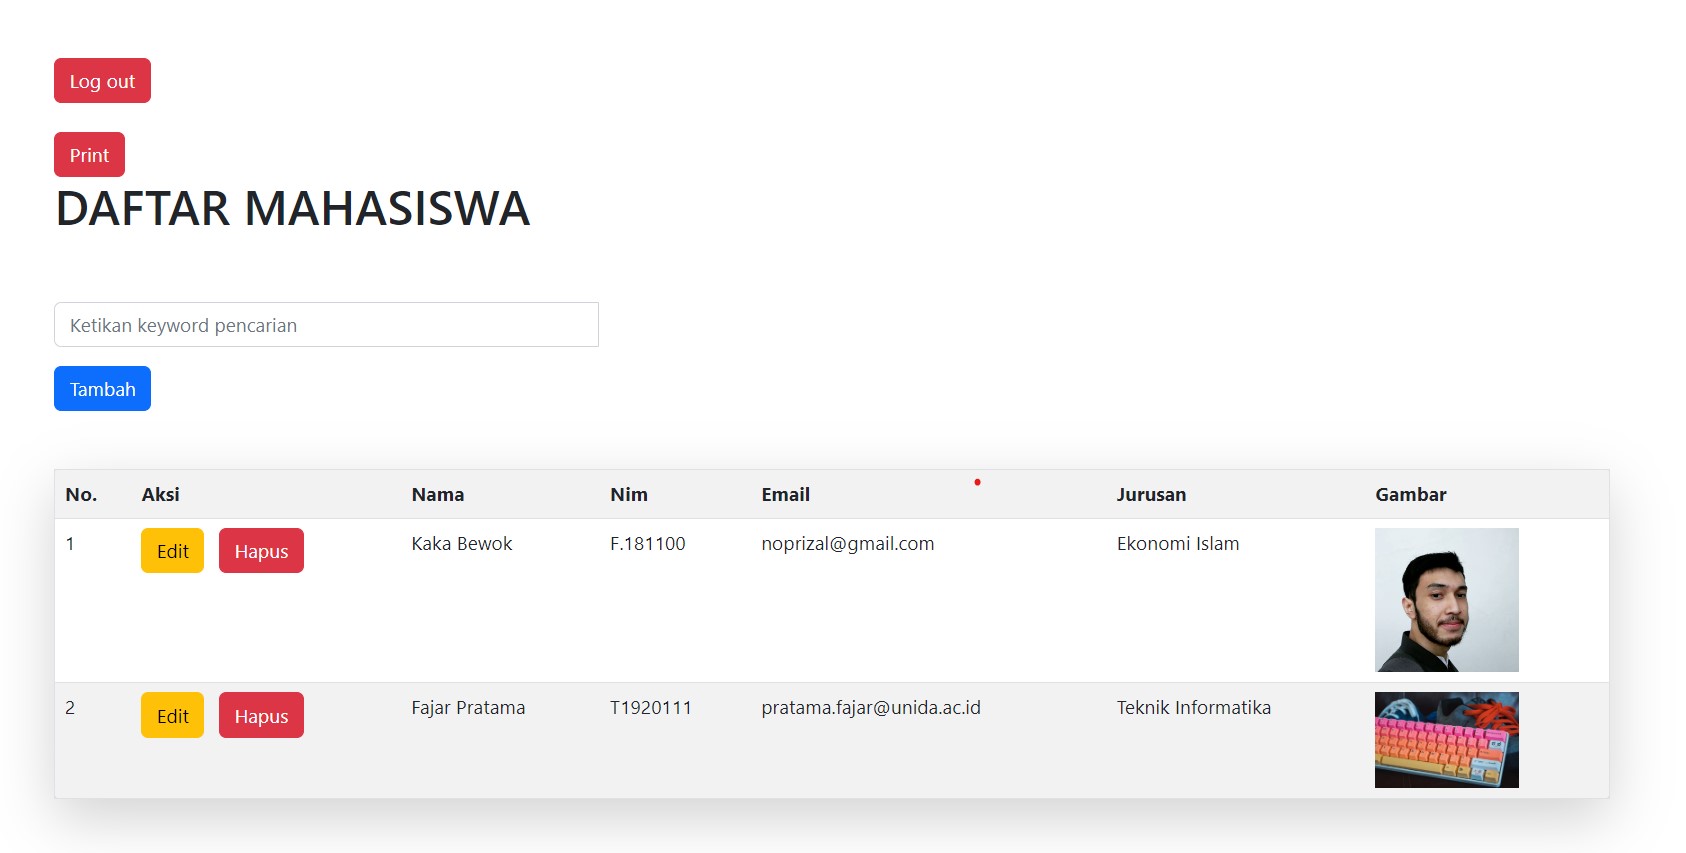 Log out
Print
DAFTAR MAHASISWA
Ketikan keyword pencarian
Tambah
No. Aksi Nama Nim Email Jurusan Gambar
1 Edit Hapus Kaka Bewok F.181100 noprizal@gmail.com Ekonomi Islam
2 Edit Hapus Fajar Pratama T1920111 pratama.fajar@unida.ac.id Teknik Informatika